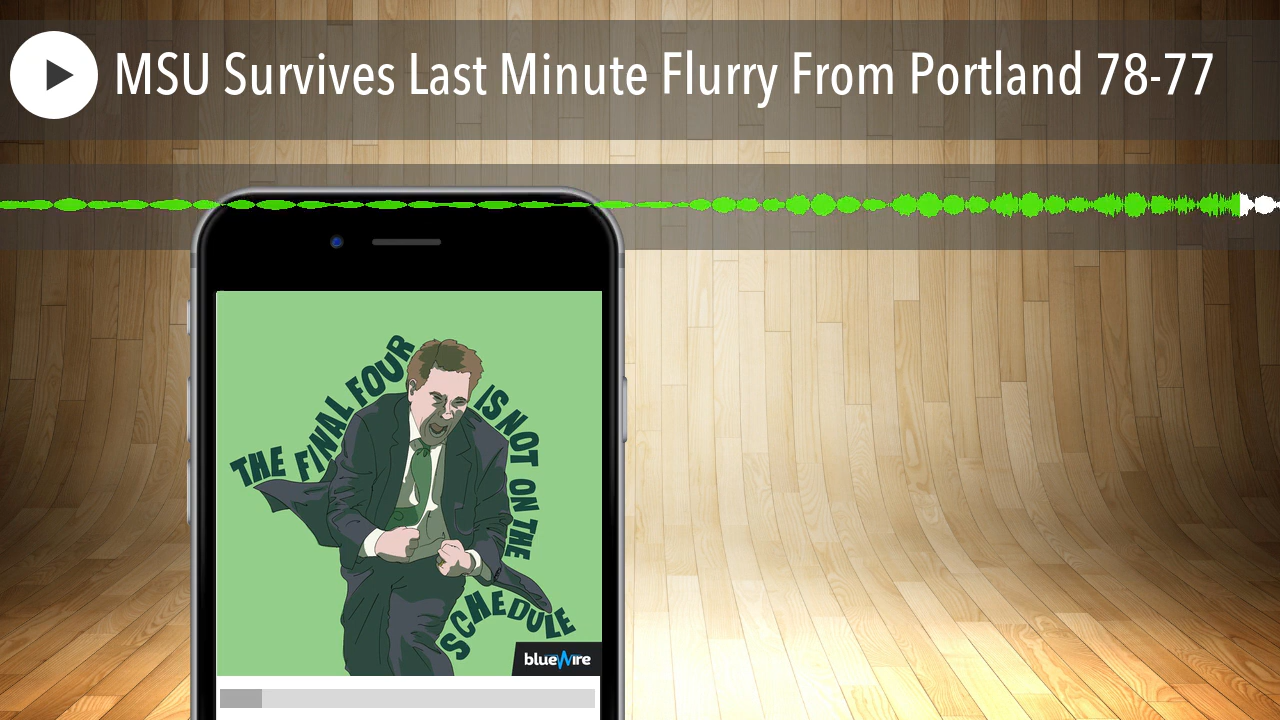 MSU Survives Last Minute Flurry From Portland 78-77
THE FINAL FOUR
IS NOT ON THE
SCHEDULE
blueWire